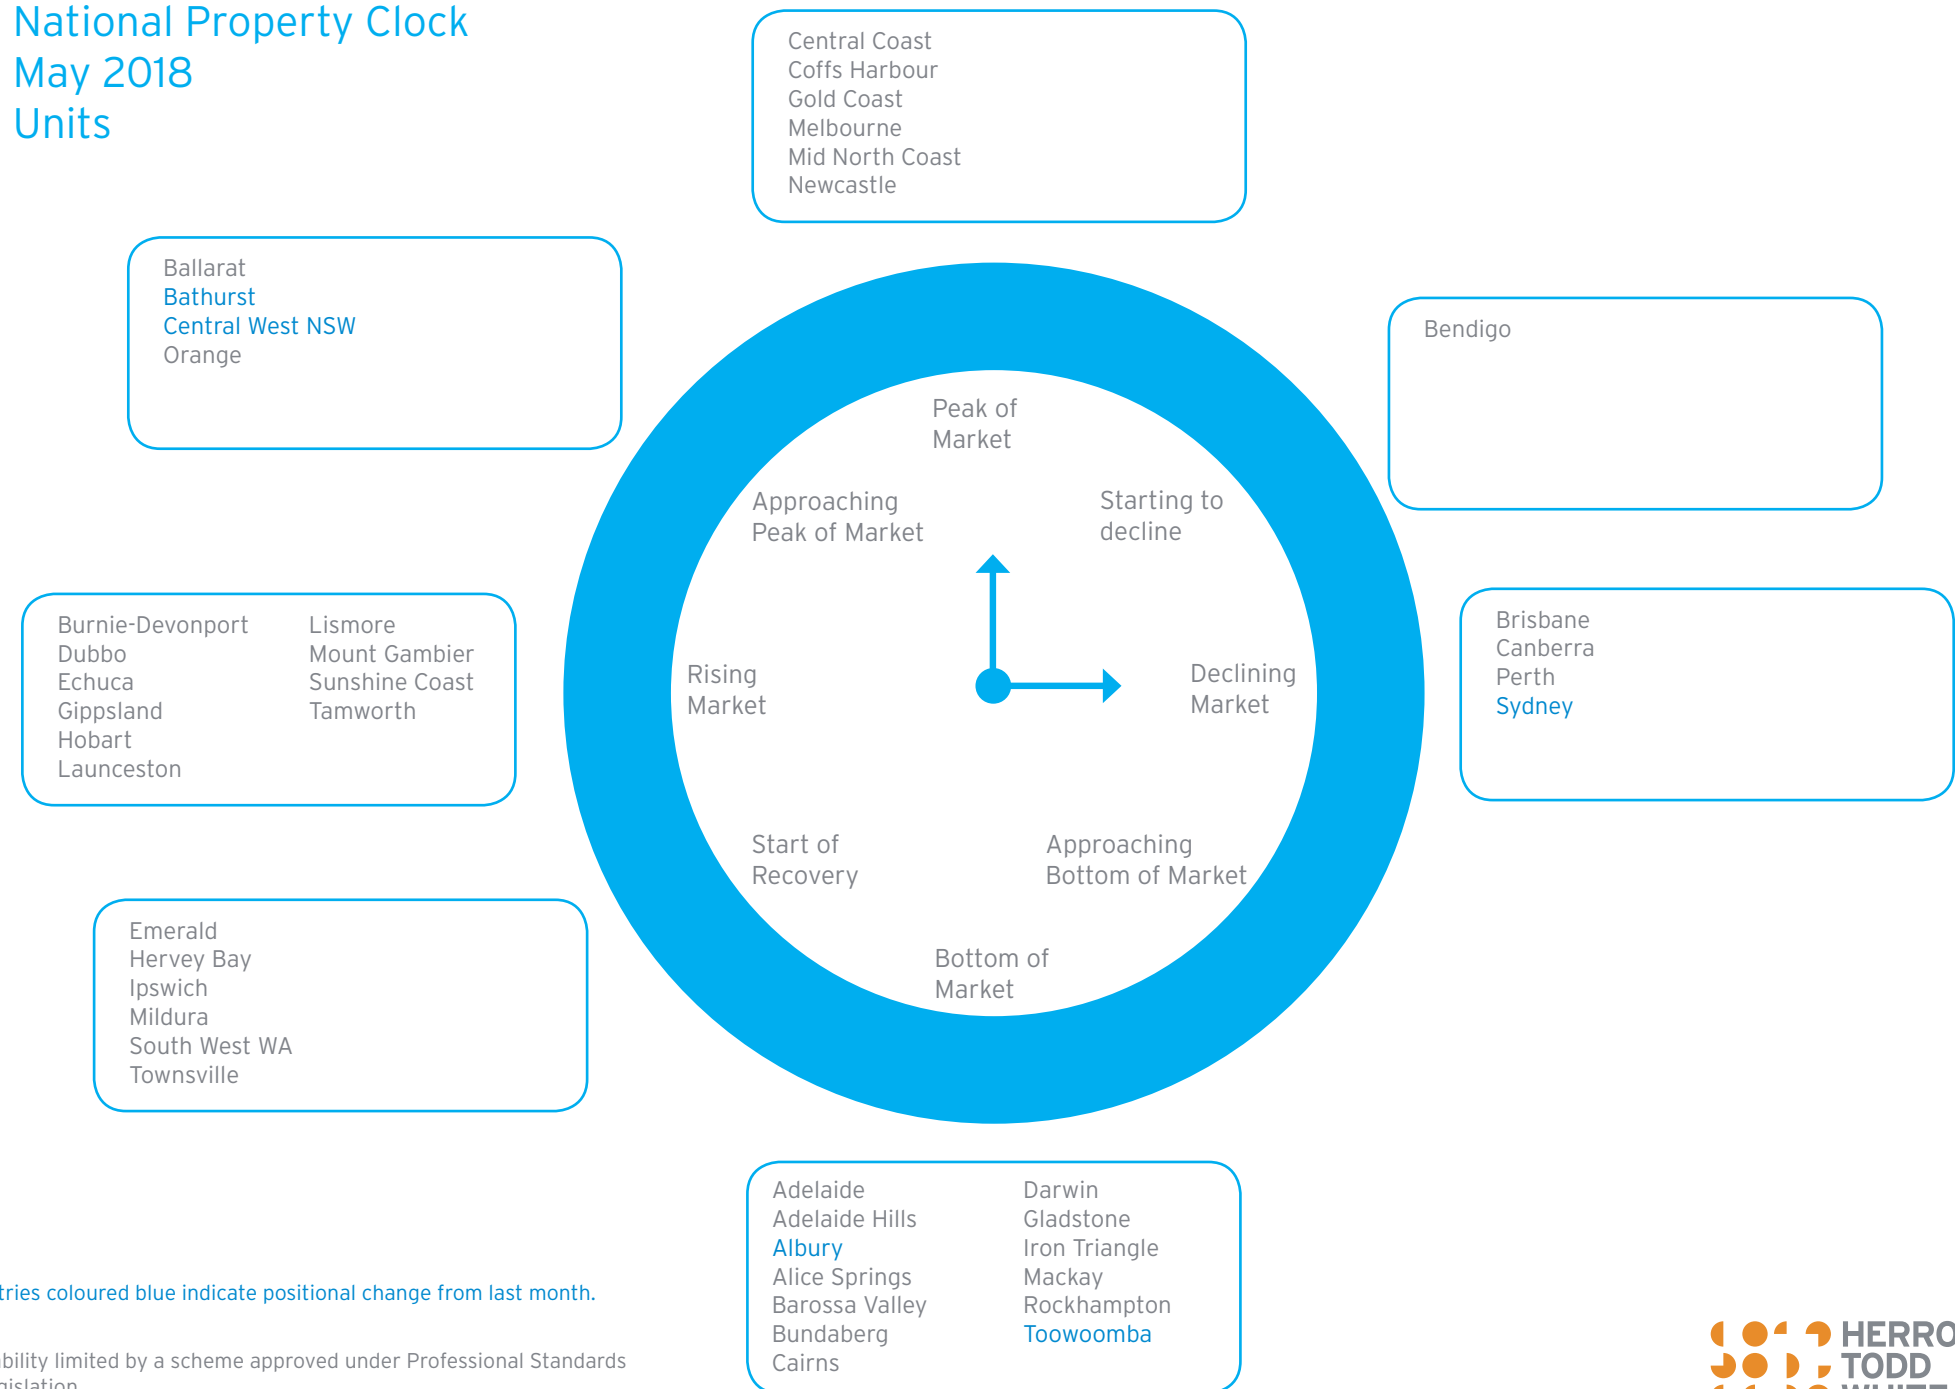 National Property Clock
May 2018
Units
Central Coast
Coffs Harbour
Gold Coast
Melbourne
Mid North Coast
Newcastle
Ballarat
Bathurst
Central West NSW
Orange
Bendigo
Peak of
Market
Approaching
Peak of Market
Starting to
decline
Rising
Market
Declining
Market
Start of
Recovery
Approaching
Bottom of Market
Bottom of
Market
Burnie-Devonport
Dubbo
Echuca
Gippsland
Hobart
Launceston
Lismore
Mount Gambier
Sunshine Coast
Tamworth
Brisbane
Canberra
Perth
Sydney
Emerald
Hervey Bay
Ipswich
Mildura
South West WA
Townsville
Adelaide
Adelaide Hills
Albury
Alice Springs
Barossa Valley
Bundaberg
Cairns
Darwin
Gladstone
Iron Triangle
Mackay
Rockhampton
Toowoomba
tries coloured blue indicate positional change from last month.
bility limited by a scheme approved under Professional Standards
gislation
HERRO
TODD
WHITE